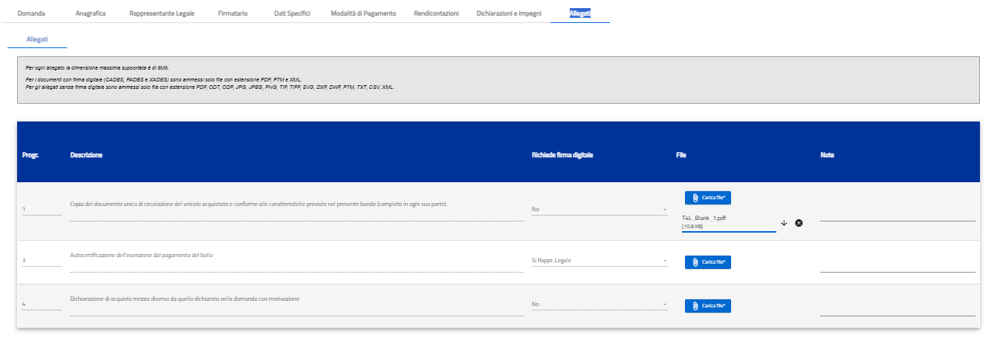 Domanda Anagrafica Rappresentante Legale Firmatario Dati Specifici Modalità di Pagamento Rendicontazioni Dichiarazioni e Impegni Allegati
Allegati
Per ogni allegato la dimensione massima supportata è di 6Mb.
Per i documenti con firma digitale (CADES, PADES e XADES) sono ammessi solo file con estensione PDF, P7M e XML.
Per gli allegati senza firma digitale sono ammessi solo file con estensione PDF, ODT, ODF, JPG, JPEG, PNG, TIF, TIFF, SVG, DXF, DWF, P7M, TXT, CSV, XML.
Progr. Descrizione Richiede firma digitale File Note
Carica file*
1 Copia del documento unico di circolazione del veicolo acquistato e conforme alle caratteristiche previste nel presente bando (completo in ogni sua parte) No
T4L_Blank_1.pdf
[10.8 KB]
3 Autocertificazione dell'esenzione dal pagamento del bollo Si Rappr. Legale Carica file*
4 Dichiarazione di acquisto mezzo diverso da quello dichiarato nella domanda con motivazione No Carica file*